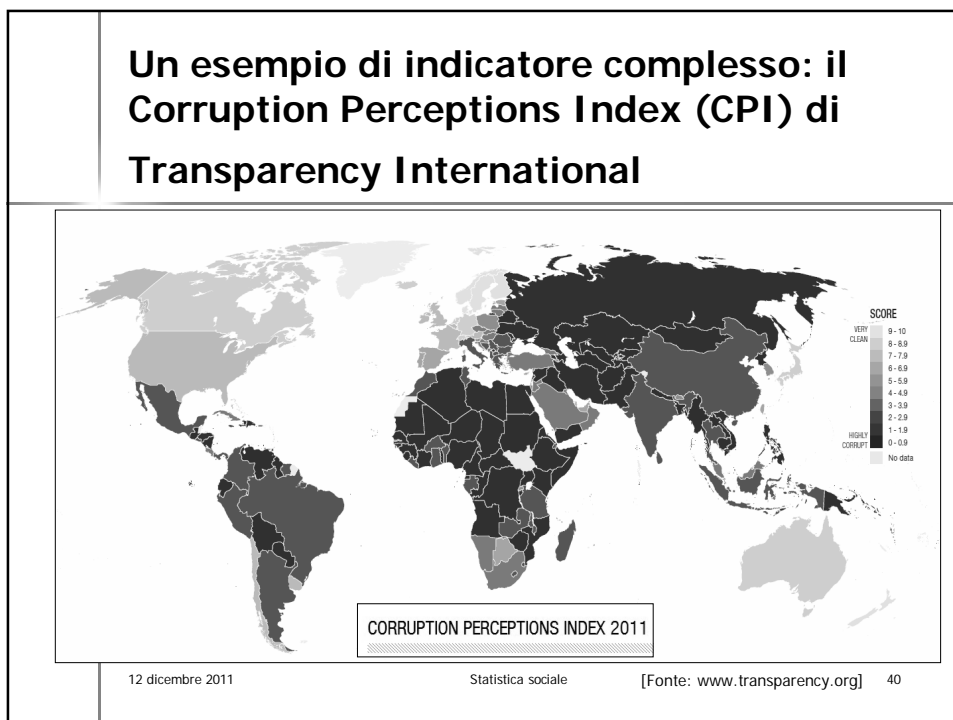 Un esempio di indicatore complesso: il
Corruption Perceptions Index (CPI) di
Transparency International
SCORE
VERY
CLEAN
9 - 10
8 - 8.9
7 - 7.9
6 - 6.9
5 - 5.9
4 - 4.9
3 - 3.9
2 - 2.9
1 - 1.9
0 - 0.9
HIGHLY
CORRUPT
No data
CORRUPTION PERCEPTIONS INDEX 2011
12 dicembre 2011
Statistica sociale
[Fonte: www.transparency.org]
40